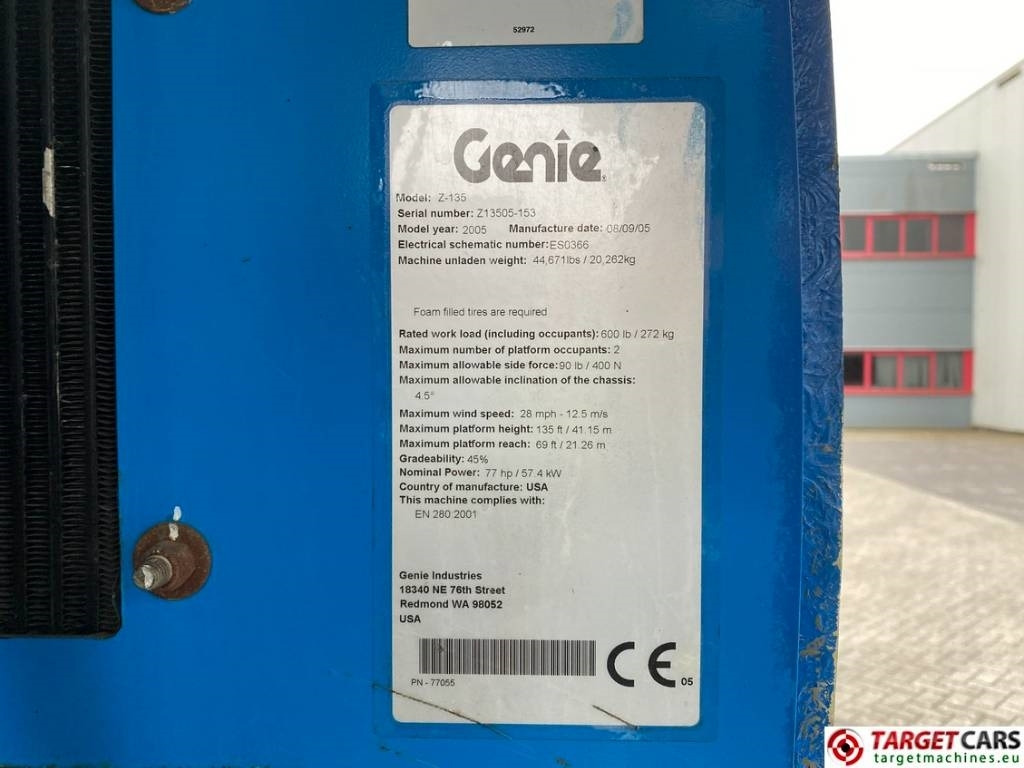 52972
Genie
Model: Z-135
Serial number: Z13505-153
Model year: 2005 Manufacture date: 08/09/05
Electrical schematic number:ES0366
Machine unladen weight: 44,671lbs / 20,262kg
Foam filled tires are required
Rated work load (including occupants): 600 lb / 272 kg
Maximum number of platform occupants: 2
Maximum allowable side force: 90 lb / 400 N
Maximum allowable inclination of the chassis:
4.5°
Maximum wind speed: 28 mph - 12.5 m/s
Maximum platform height: 135 ft / 41.15 m
Maximum platform reach: 69 ft / 21.26 m
Gradeability: 45%
Nominal Power: 77 hp / 57.4 kW
Country of manufacture: USA
This machine complies with:
EN 280:2001
Genie Industries
18340 NE 76th Street
Redmond WA 98052
USA
CE 05
PN - 77055
TARGETCARS
targetmachines.eu